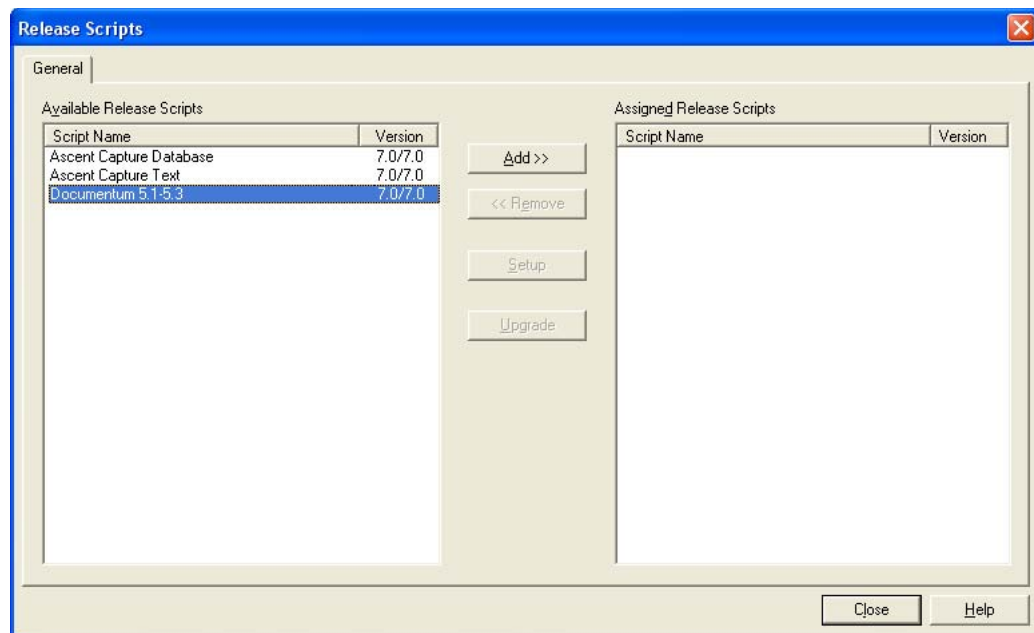 Release Scripts
General
Available Release Scripts
Script Name Version
Ascent Capture Database 7.0/7.0
Ascent Capture Text 7.0/7.0
Documentum 5.1-5.3 7.0/7.0
Add >>
<< Remove
Setup
Upgrade
Assigned Release Scripts
Script Name Version
Close Help